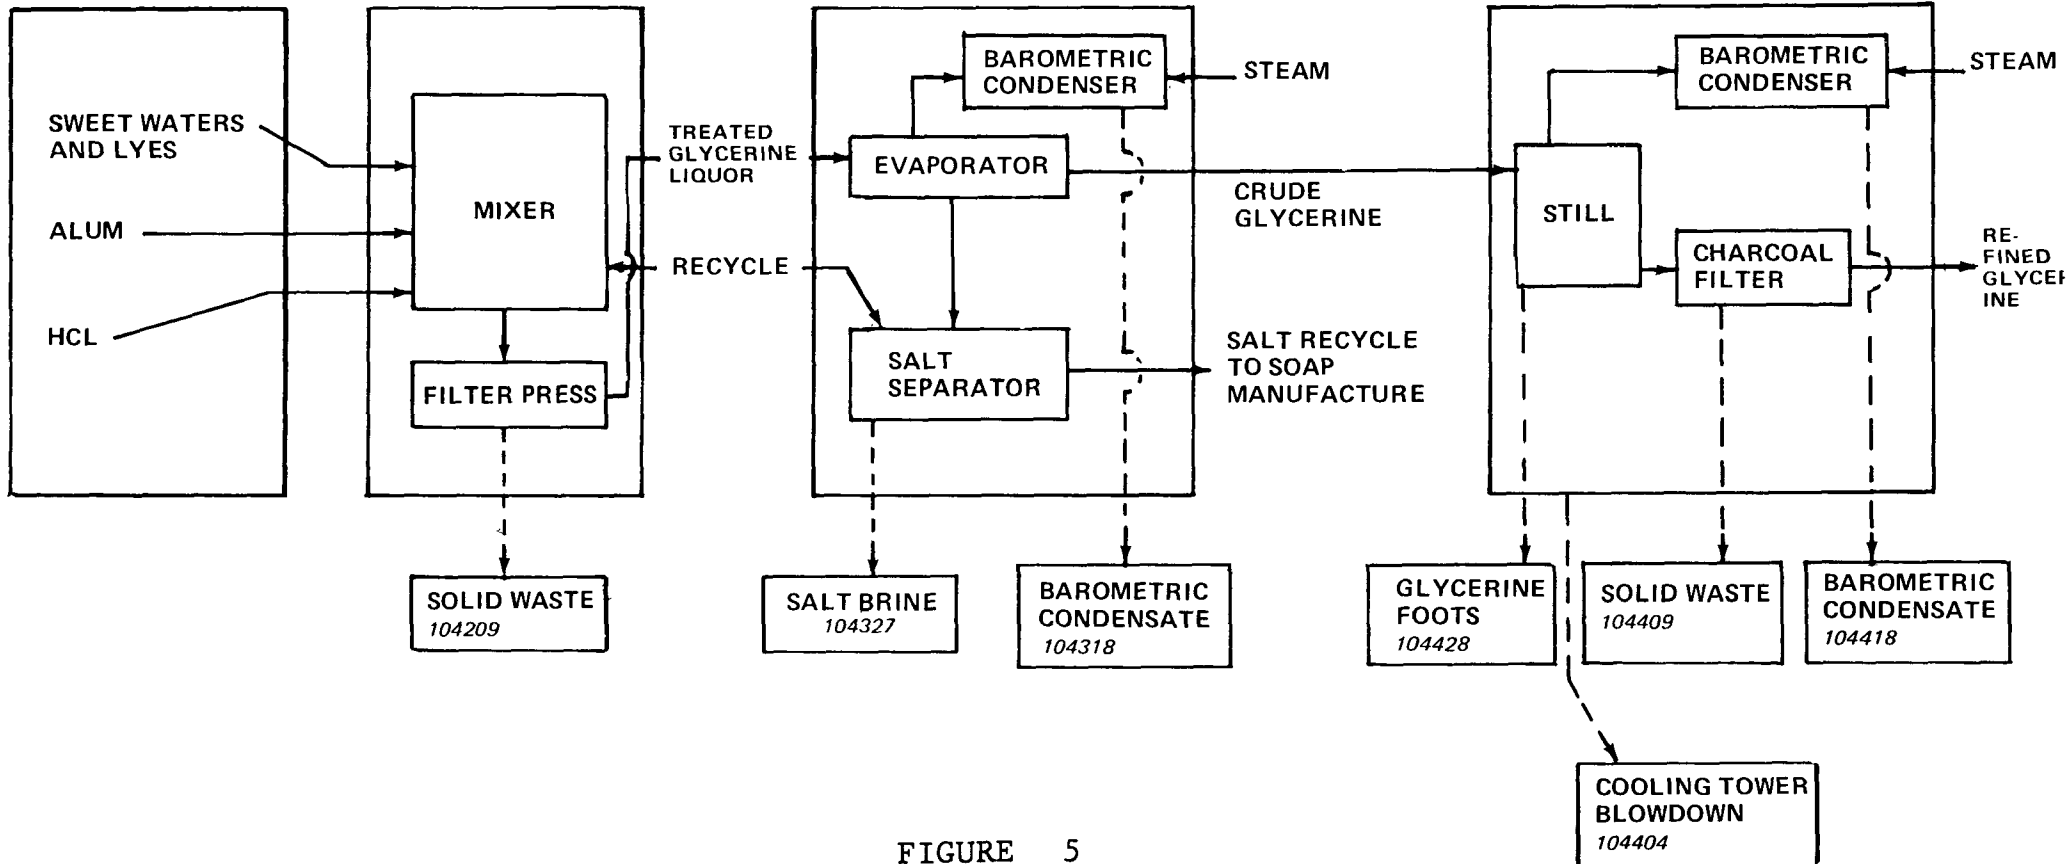 SWEET WATERS
AND LYES
ALUM
HCL
MIXER
FILTER PRESS
SOLID WASTE
104209
TREATED
GLYCERINE
LIQUOR
RECYCLE
BAROMETRIC
CONDENSER
STEAM
EVAPORATOR
CRUDE
GLYCERINE
SALT
SEPARATOR
SALT RECYCLE
TO SOAP
MANUFACTURE
SALT BRINE
104327
BAROMETRIC
CONDENSATE
104318
BAROMETRIC
CONDENSER
STEAM
STILL
CHARCOAL
FILTER
RE-
FINED
GLYCER
INE
GLYCERINE
FOOTS
104428
SOLID WASTE
104409
BAROMETRIC
CONDENSATE
104418
COOLING TOWER
BLOWDOWN
104404
FIGURE 5